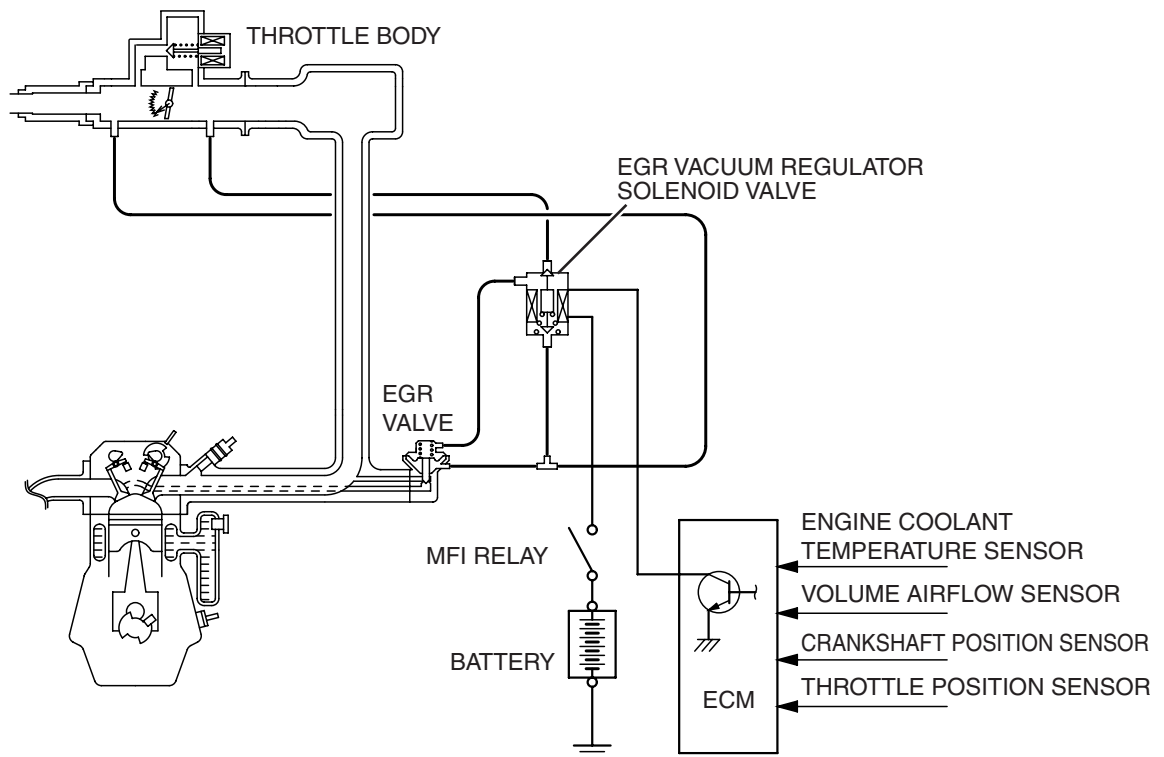 THROTTLE BODY
EGR VACUUM REGULATOR
SOLENOID VALVE
EGR
VALVE
MFI RELAY
BATTERY
ECM
ENGINE COOLANT
TEMPERATURE SENSOR
VOLUME AIRFLOW SENSOR
CRANKSHAFT POSITION SENSOR
THROTTLE POSITION SENSOR